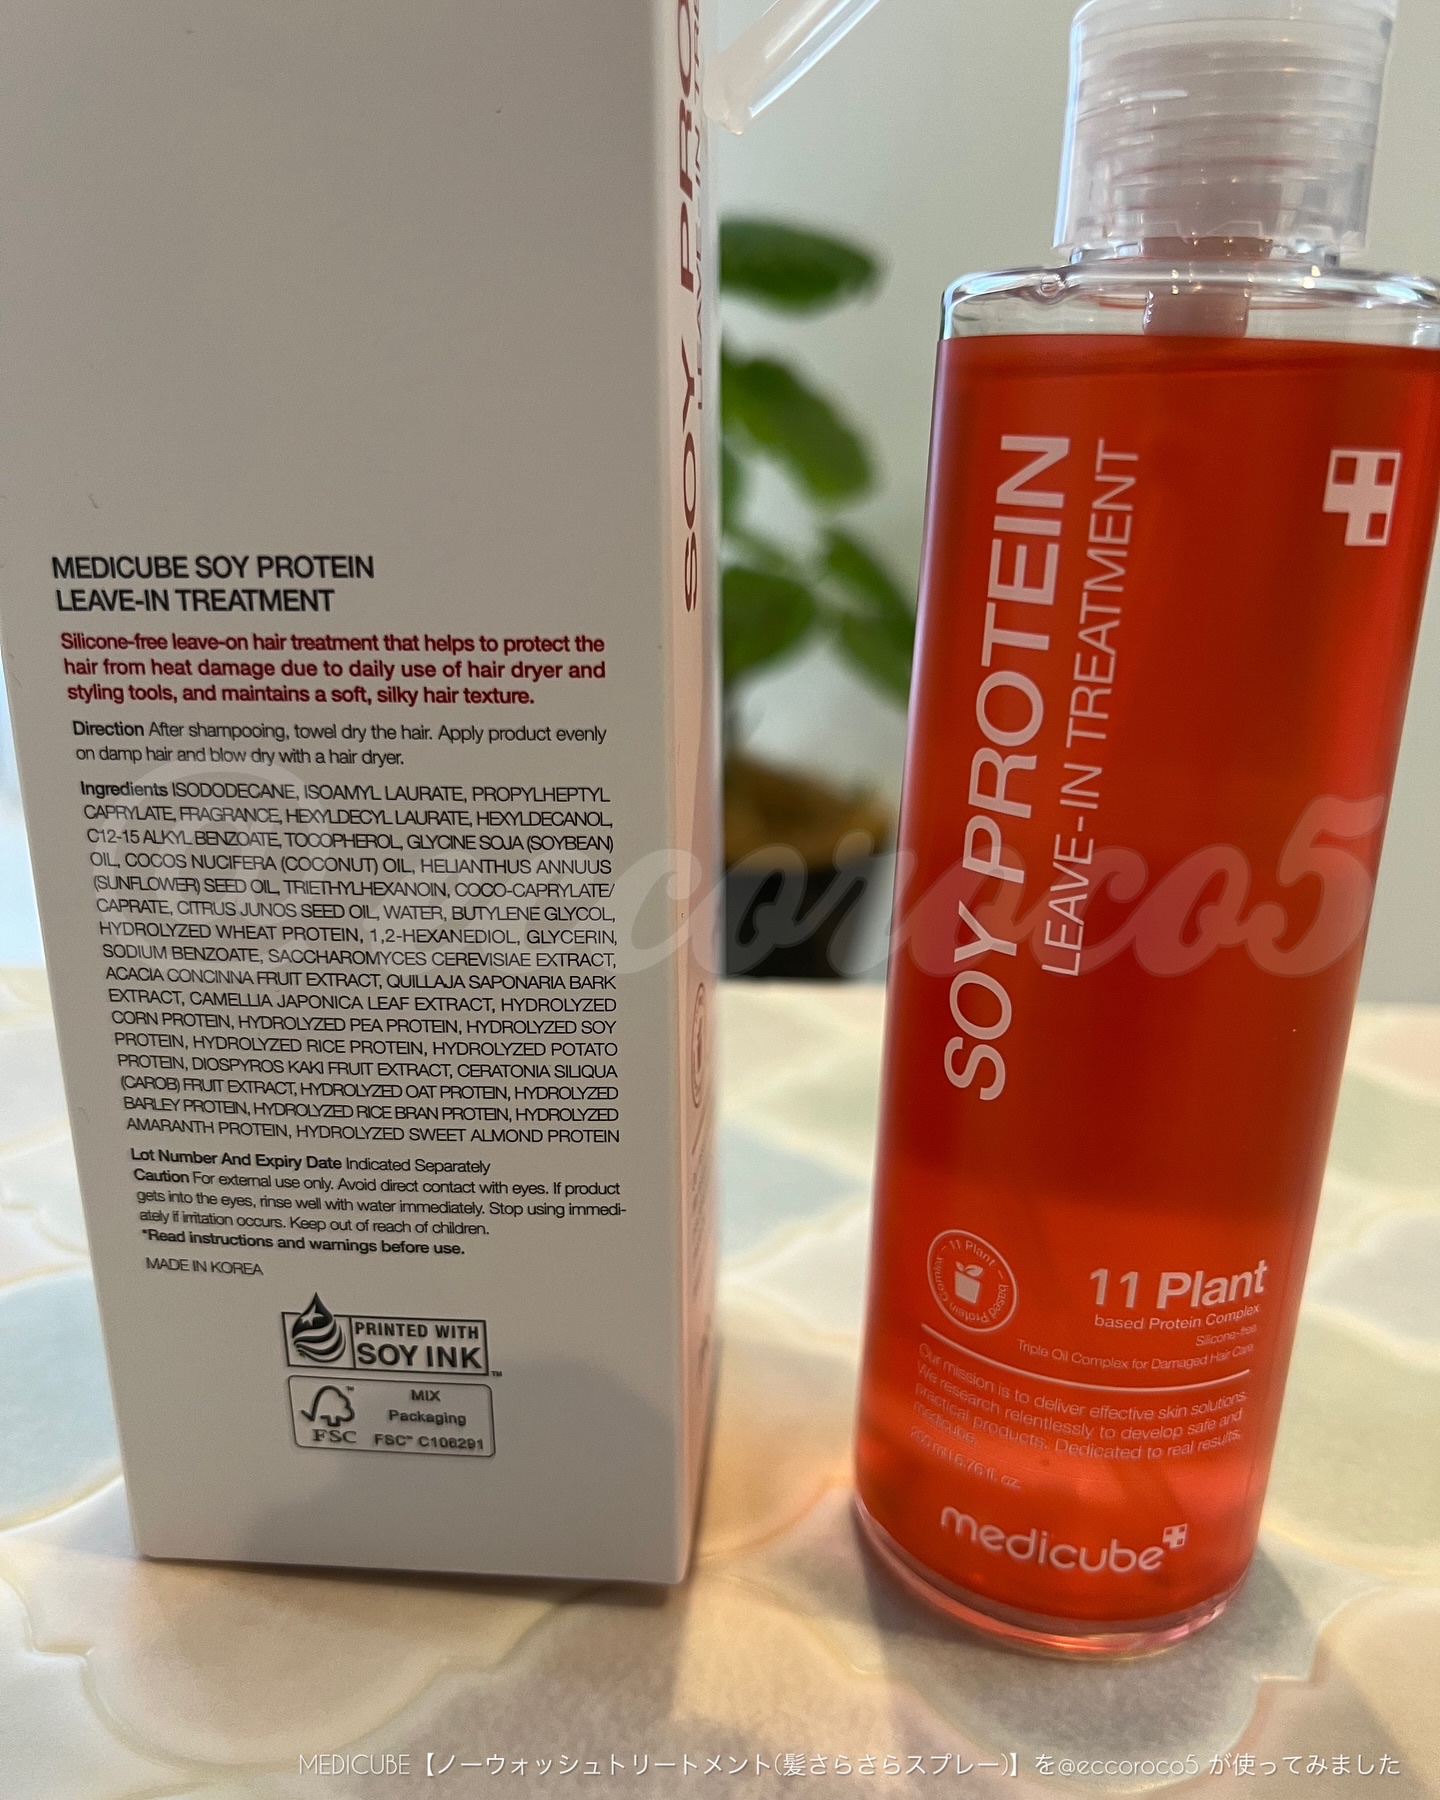 SOY PRO
LEAVE-IN TRE
MEDICUBE SOY PROTEIN
LEAVE-IN TREATMENT
Silicone-free leave-on hair treatment that helps to protect the
hair from heat damage due to daily use of hair dryer and
styling tools, and maintains a soft, silky hair texture.
Direction After shampooing, towel dry the hair. Apply product evenly
on damp hair and blow dry with a hair dryer.
Ingredients ISODODECANE, ISOAMYL LAURATE, PROPYLHEPTYL
CAPRYLATE, FRAGRANCE, HEXYLDECYL LAURATE, HEXYLDECANOL,
C12-15 ALKYL BENZOATE, TOCOPHEROL, GLYCINE SOJA (SOYBEAN)
OIL, COCOS NUCIFERA (COCONUT) OIL, HELIANTHUS ANNUUS
(SUNFLOWER) SEED OIL, TRIETHYLHEXANOIN, COCO-CAPRYLATE/
CAPRATE, CITRUS JUNOS SEED OIL, WATER, BUTYLENE GLYCOL,
HYDROLYZED WHEAT PROTEIN, 1,2-HEXANEDIOL, GLYCERIN,
SODIUM BENZOATE, SACCHAROMYCES CEREVISIAE EXTRACT,
ACACIA CONCINNA FRUIT EXTRACT, QUILLAJA SAPONARIA BARK
EXTRACT, CAMELLIA JAPONICA LEAF EXTRACT, HYDROLYZED
CORN PROTEIN, HYDROLYZED PEA PROTEIN, HYDROLYZED SOY
PROTEIN, HYDROLYZED RICE PROTEIN, HYDROLYZED POTATO
PROTEIN, DIOSPYROS KAKI FRUIT EXTRACT, CERATONIA SILIQUA
(CAROB) FRUIT EXTRACT, HYDROLYZED OAT PROTEIN, HYDROLYZED
BARLEY PROTEIN, HYDROLYZED RICE BRAN PROTEIN, HYDROLYZED
AMARANTH PROTEIN, HYDROLYZED SWEET ALMOND PROTEIN
Lot Number And Expiry Date Indicated Separately
Caution For external use only. Avoid direct contact with eyes. If product
gets into the eyes, rinse well with water immediately. Stop using immedi-
ately if irritation occurs. Keep out of reach of children.
*Read instructions and warnings before use.
MADE IN KOREA
PRINTED WITH
SOY INK™
FSC™
MIX
Packaging
FSC™ C106291
SOY PROTEIN
LEAVE-IN TREATMENT
11 Plant
based Protein Complex
11 Plant
based Protein Complex
Silicone-free
Triple Oil Complex for Damaged Hair Care
Our mission is to deliver effective skin solutions.
We research relentlessly to develop safe and
practical products. Dedicated to real results,
medicube.
200 ml / 6.76 fl. oz.
medicube
@eccoroco5
MEDICUBE【ノーウォッシュトリートメント(髪さらさらスプレー)】を@eccoroco5 が使ってみました